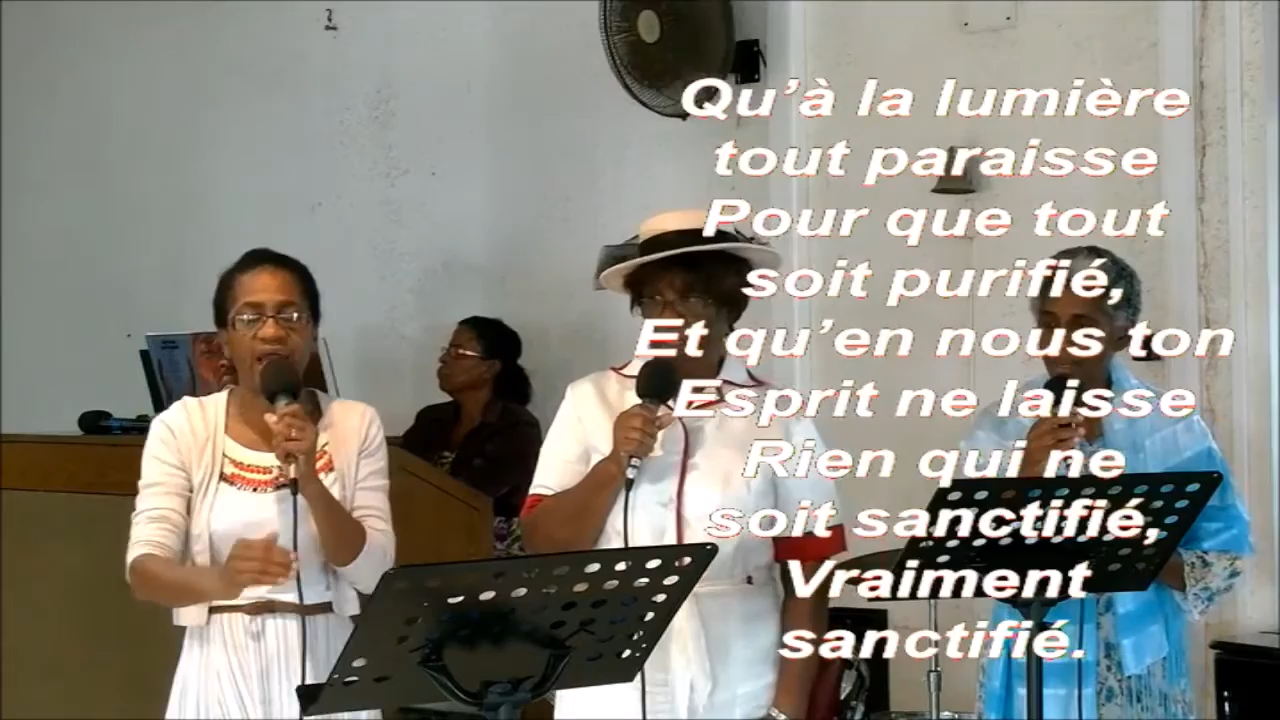 Qu’à la lumière
tout paraisse
Pour que tout
soit purifié,
Et qu’en nous ton
Esprit ne laisse
Rien qui ne
soit sanctifié,
Vraiment
sanctifié.